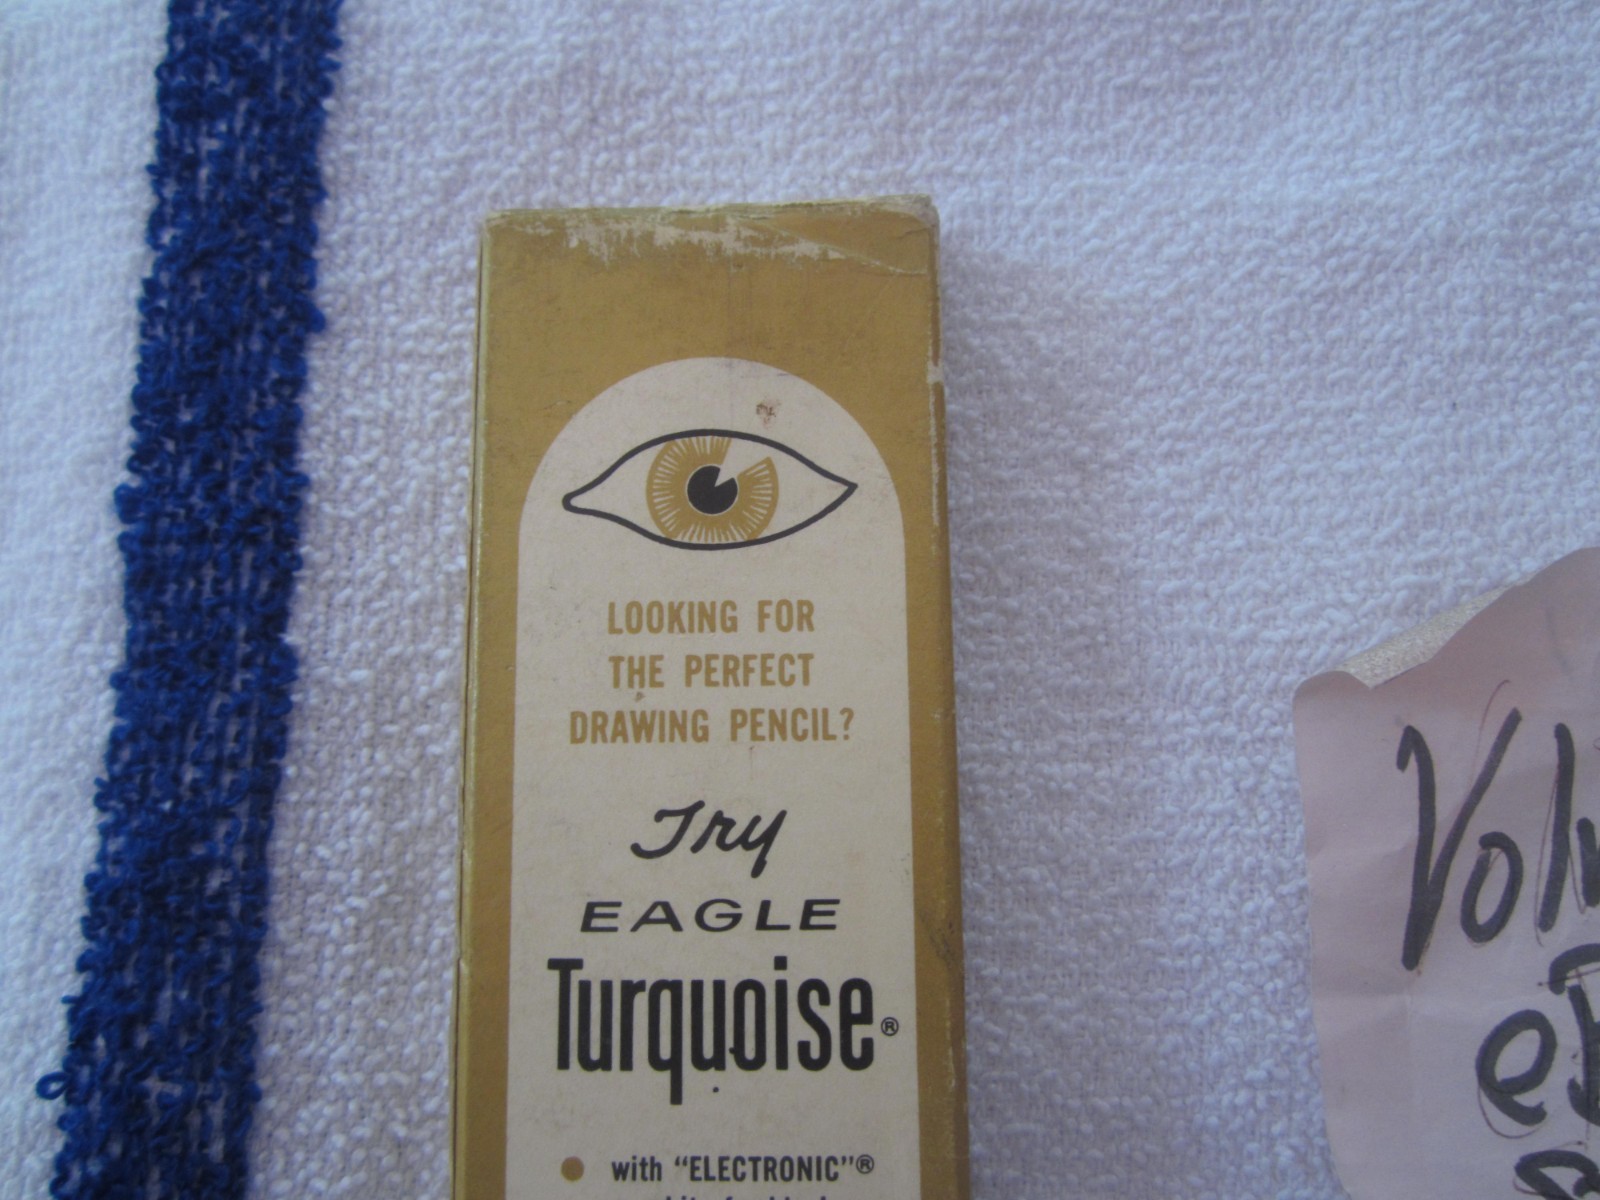 LOOKING FOR
THE PERFECT
DRAWING PENCIL?
Try
EAGLE
Turquoise®
• with "ELECTRONIC"®